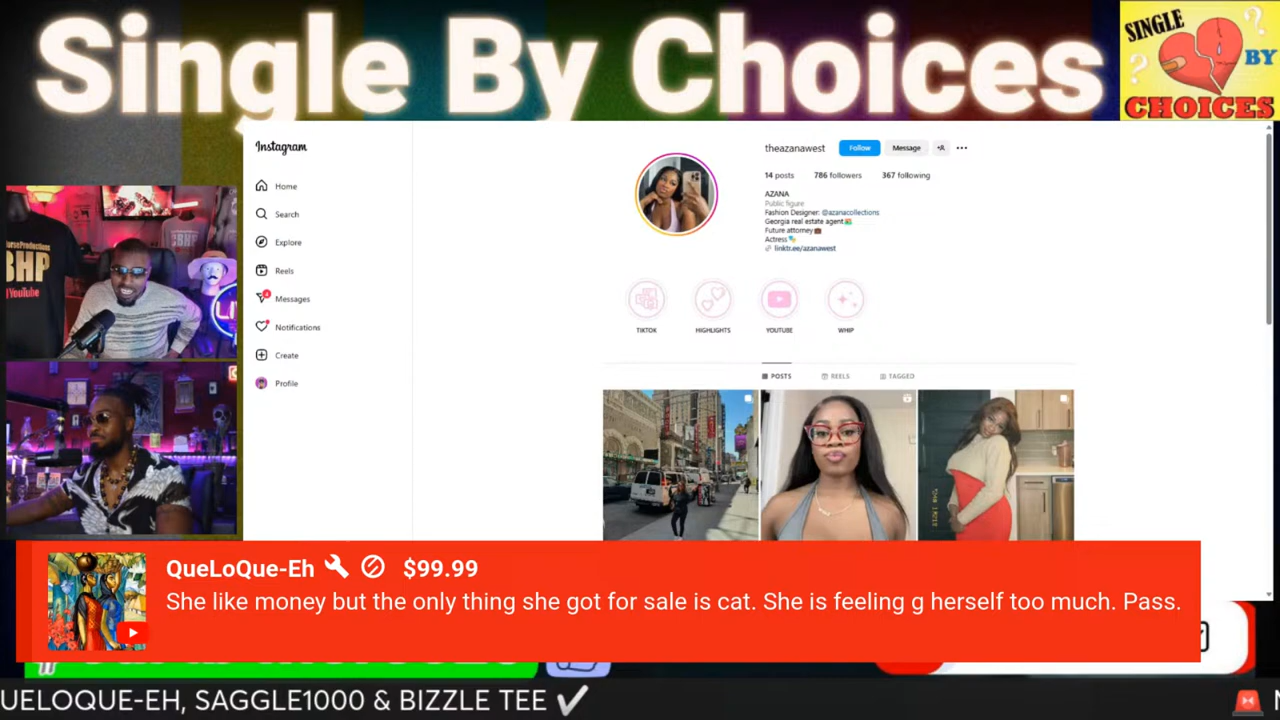 Single By Choices
SINGLE
BY
CHOICES
Instagram
Home
Search
Explore
Reels
Messages
Notifications
Create
Profile
theazanawest
Follow
Message
14 posts 786 followers 367 following
AZANA
Public figure
Fashion Designer: @azanacollections
Georgia real estate agent
Future attorney
Actress
linktr.ee/azanawest
TIKTOK HIGHLIGHTS YOUTUBE WHIP
POSTS REELS TAGGED
BHP
YouTube
QueLoQue-Eh $99.99
She like money but the only thing she got for sale is cat. She is feeling g herself too much. Pass.
UELOQUE-EH, SAGGLE1000 & BIZZLE TEE